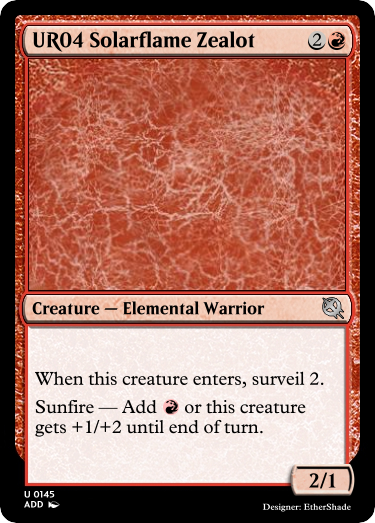 UR04 Solarflame Zealot 2
Creature — Elemental Warrior
When this creature enters, surveil 2.
Sunfire — Add or this creature
gets +1/+2 until end of turn.
2/1
U 0145
ADD
Designer: EtherShade